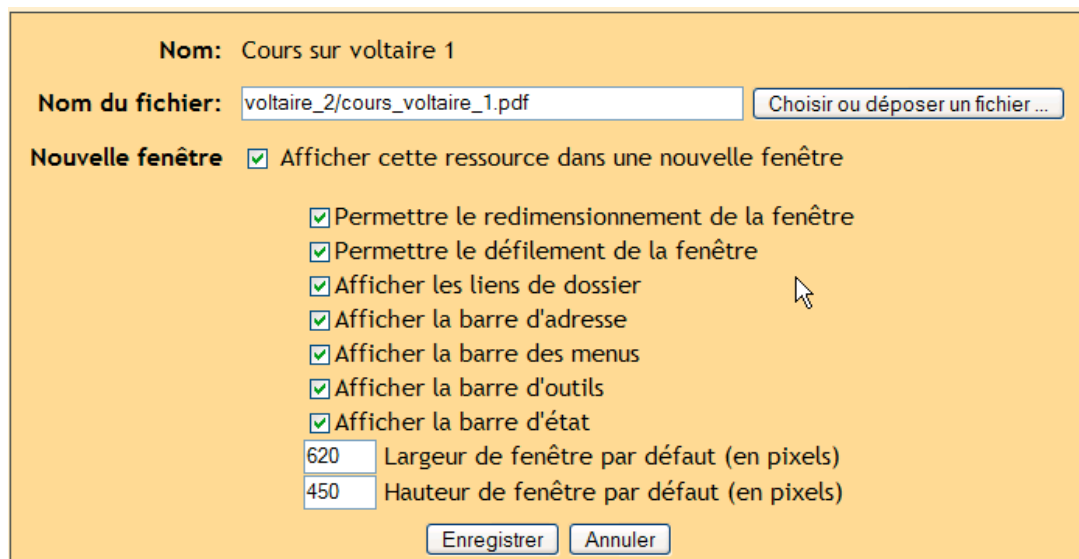 Nom: Cours sur voltaire 1
Nom du fichier: voltaire_2/cours_voltaire_1.pdf Choisir ou déposer un fichier ...
Nouvelle fenêtre Afficher cette ressource dans une nouvelle fenêtre
Permettre le redimensionnement de la fenêtre
Permettre le défilement de la fenêtre
Afficher les liens de dossier
Afficher la barre d'adresse
Afficher la barre des menus
Afficher la barre d'outils
Afficher la barre d'état
620 Largeur de fenêtre par défaut (en pixels)
450 Hauteur de fenêtre par défaut (en pixels)
Enregistrer Annuler